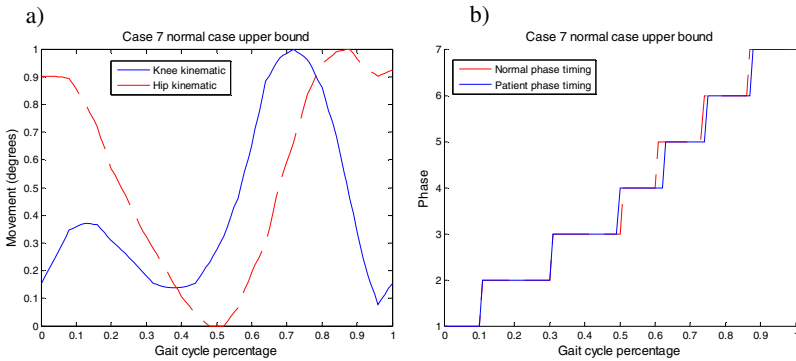 a)
Case 7 normal case upper bound
Knee kinematic
Hip kinematic
Movement (degrees)
1
0.9
0.8
0.7
0.6
0.5
0.4
0.3
0.2
0.1
0
0 0.1 0.2 0.3 0.4 0.5 0.6 0.7 0.8 0.9 1
Gait cycle percentage
b)
Case 7 normal case upper bound
Normal phase timing
Patient phase timing
Phase
7
6
5
4
3
2
1
0 0.1 0.2 0.3 0.4 0.5 0.6 0.7 0.8 0.9 1
Gait cycle percentage